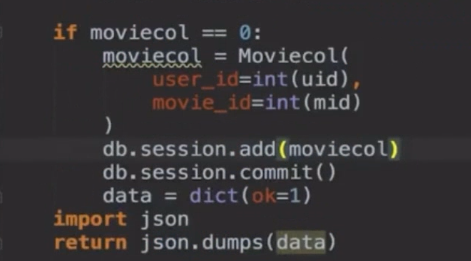 if moviecol == 0:
    moviecol = Moviecol(
        user_id=int(uid),
        movie_id=int(mid)
    )
    db.session.add(moviecol)
    db.session.commit()
    data = dict(ok=1)
import json
return json.dumps(data)